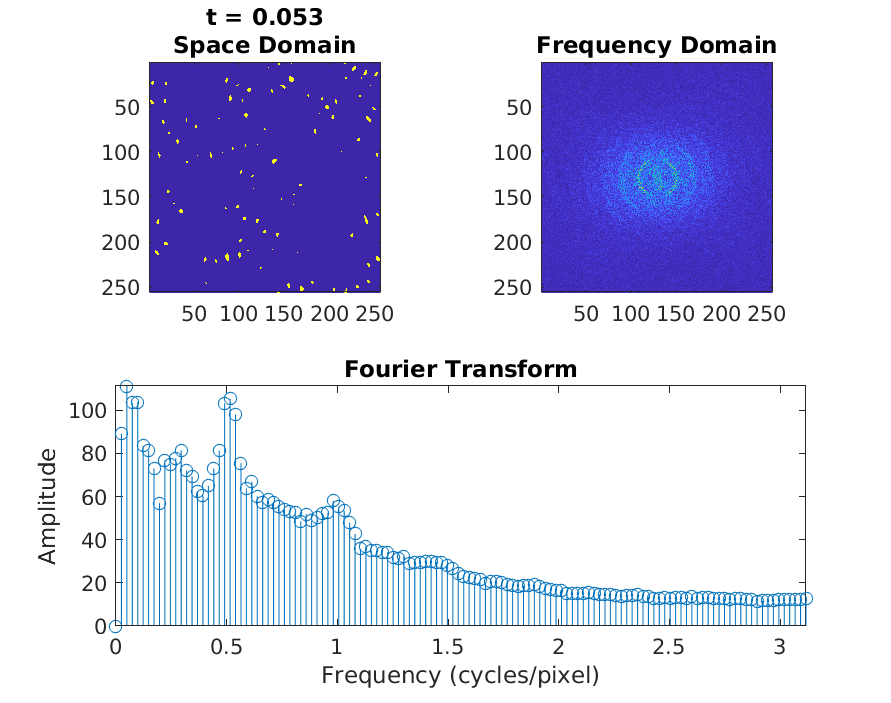 t = 0.053
Space Domain
50
100
150
200
250
50 100 150 200 250
Frequency Domain
50
100
150
200
250
50 100 150 200 250
Fourier Transform
Amplitude
100
80
60
40
20
0
0 0.5 1 1.5 2 2.5 3
Frequency (cycles/pixel)